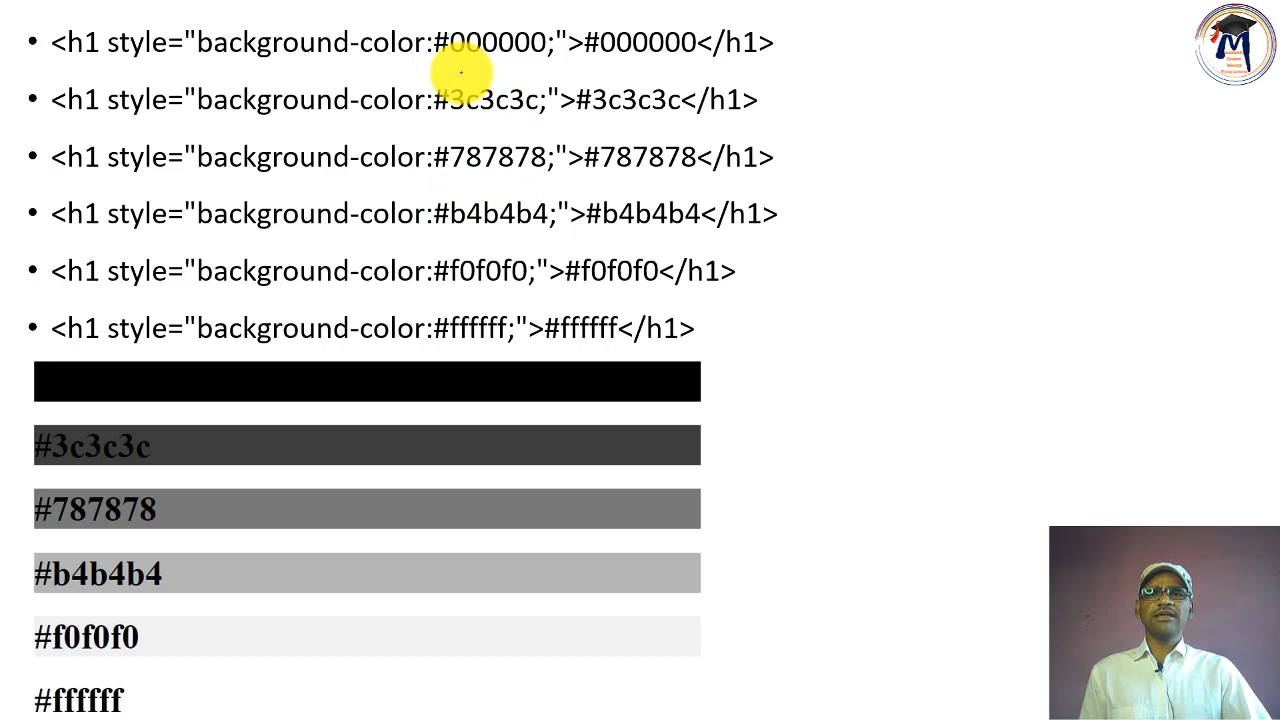 • <h1 style="background-color:#000000;">#000000</h1>
• <h1 style="background-color:#3c3c3c;">#3c3c3c</h1>
• <h1 style="background-color:#787878;">#787878</h1>
• <h1 style="background-color:#b4b4b4;">#b4b4b4</h1>
• <h1 style="background-color:#f0f0f0;">#f0f0f0</h1>
• <h1 style="background-color:#ffffff;">#ffffff</h1>
#3c3c3c
#787878
#b4b4b4
#f0f0f0
#ffffff